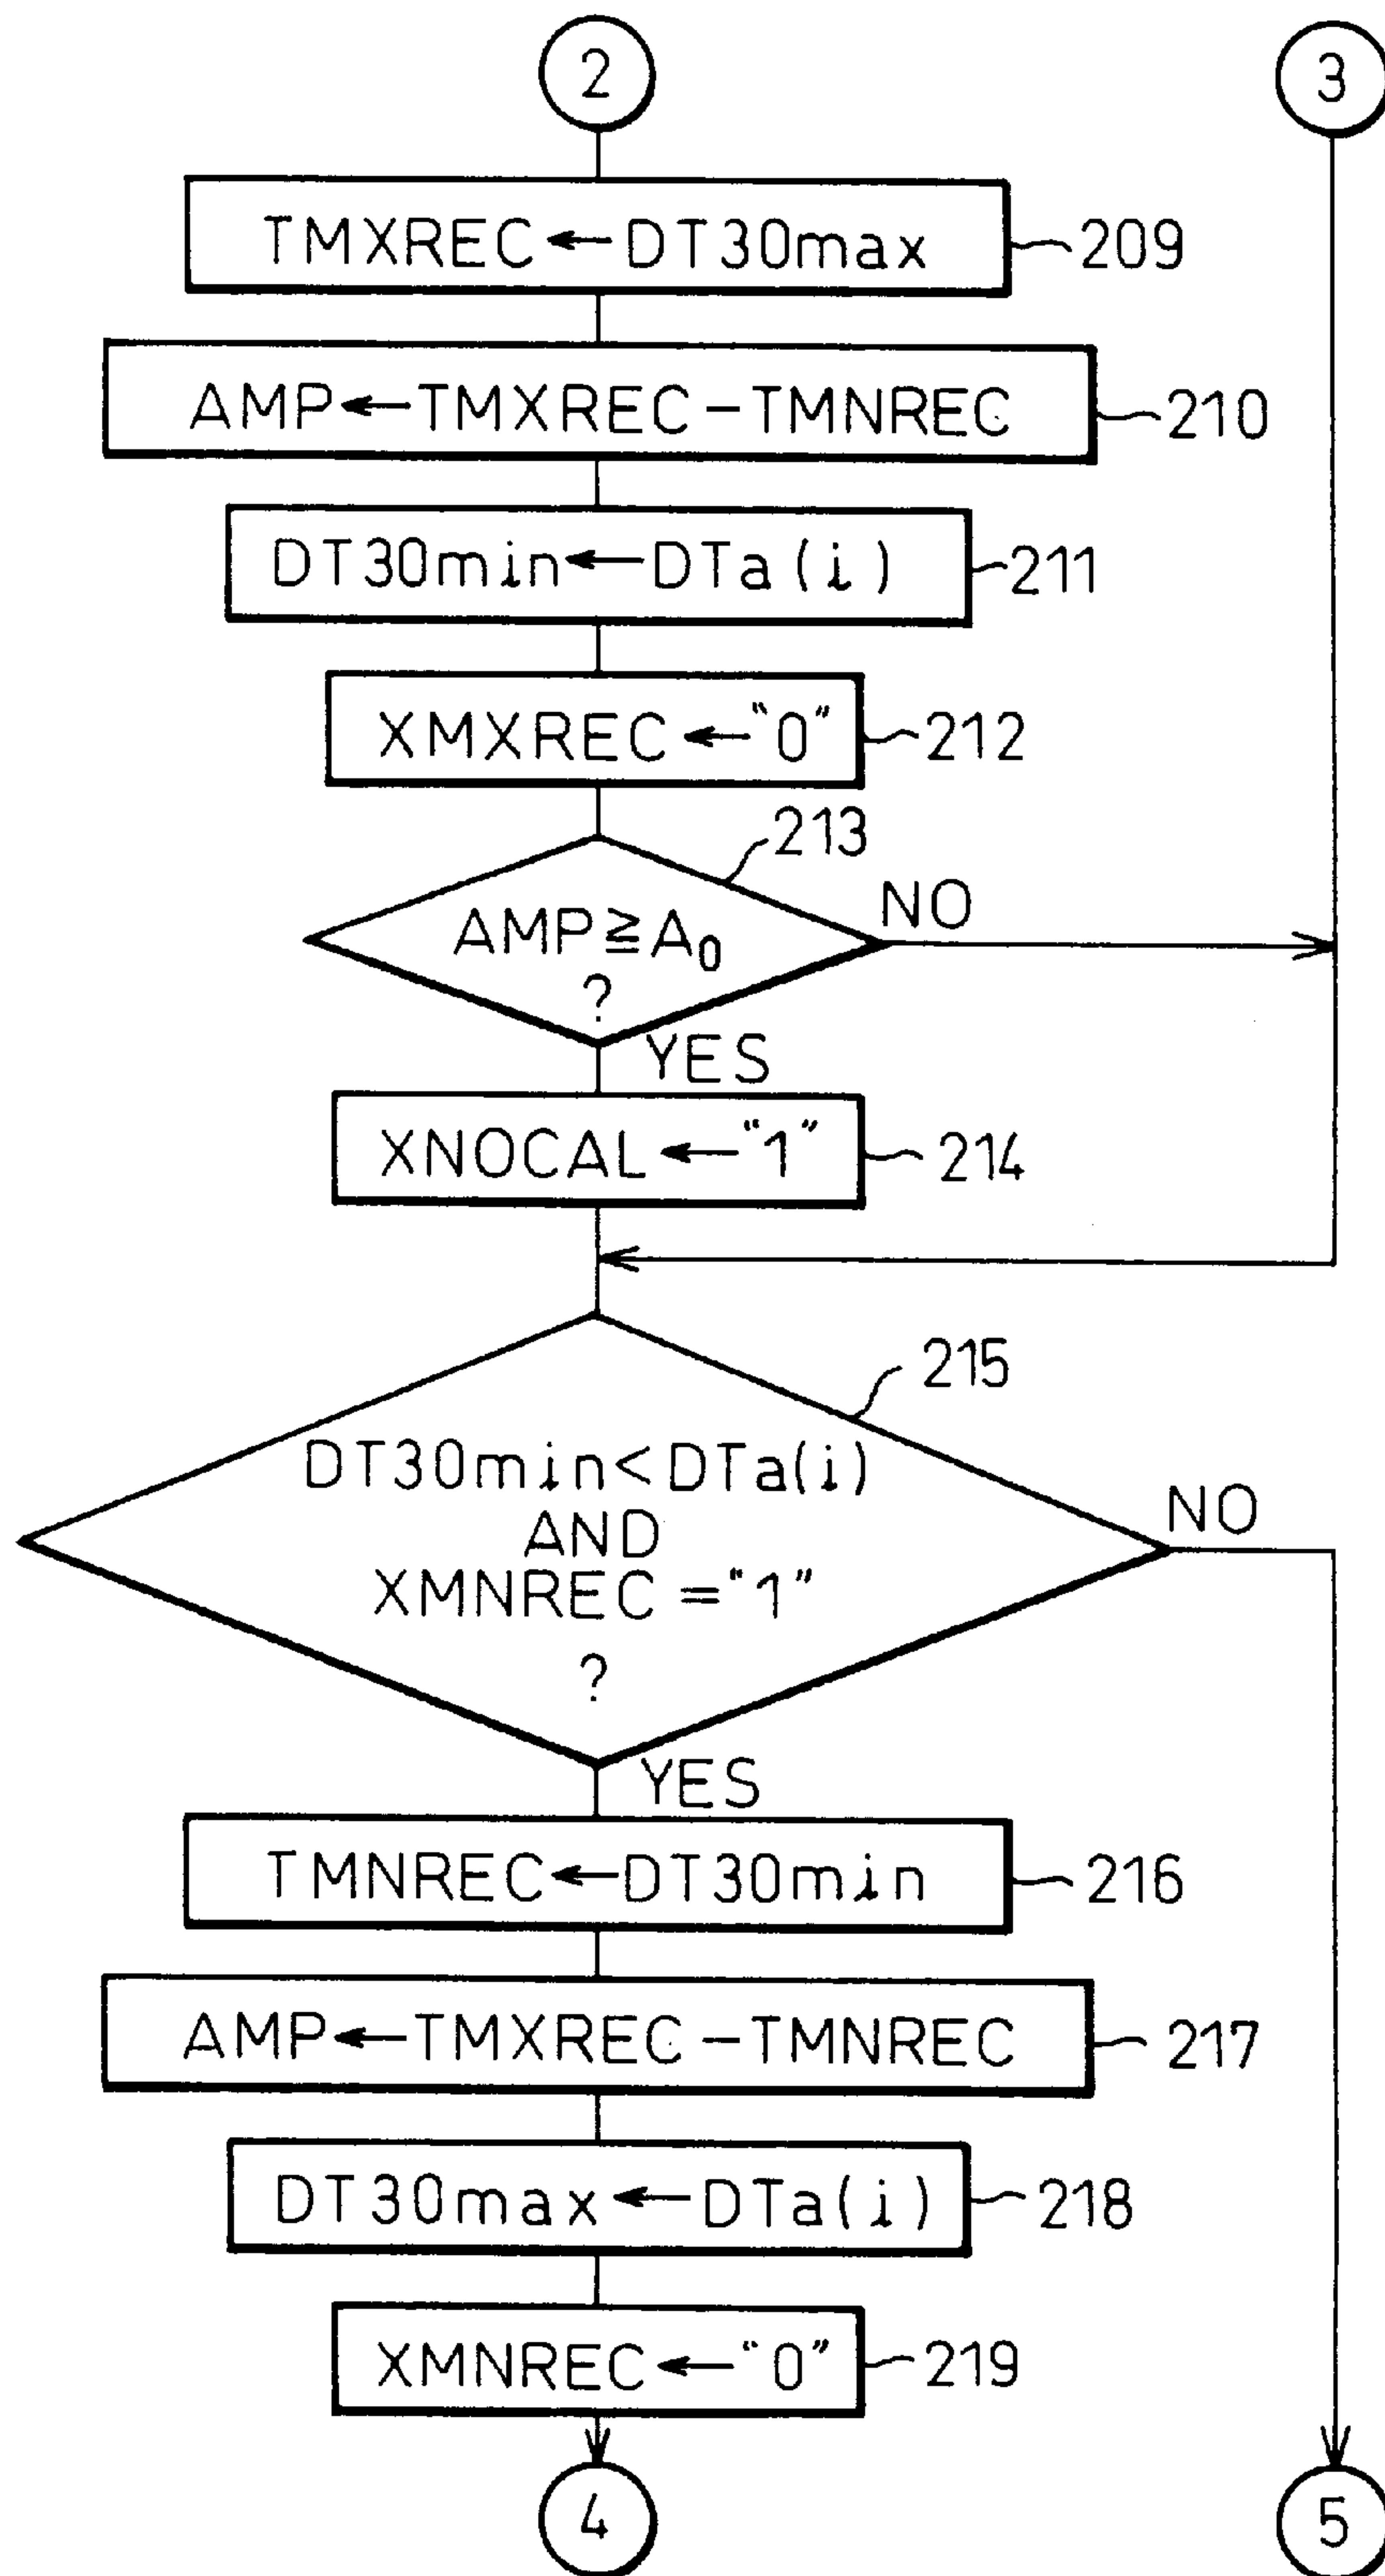 2
3
TMXREC←DT30max
209
AMP←TMXREC-TMNREC
210
DT30min←DTa(i)
211
XMXREC←"0"
212
213
AMP≧A₀
?
NO
YES
XNOCAL←"1"
214
215
DT30min<DTa(i)
AND
XMNREC="1"
?
NO
YES
TMNREC←DT30min
216
AMP←TMXREC-TMNREC
217
DT30max←DTa(i)
218
XMNREC←"0"
219
4
5